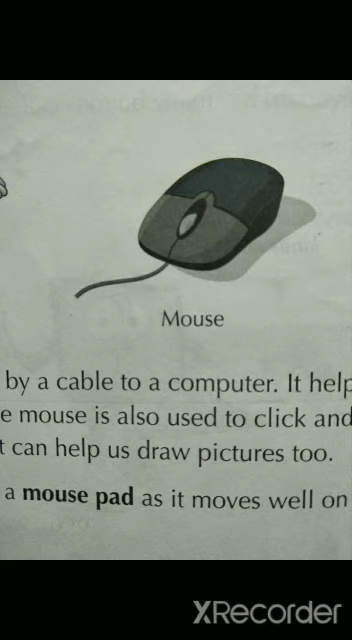 Mouse
by a cable to a computer. It help
e mouse is also used to click and
t can help us draw pictures too.
a mouse pad as it moves well on
XRecorder